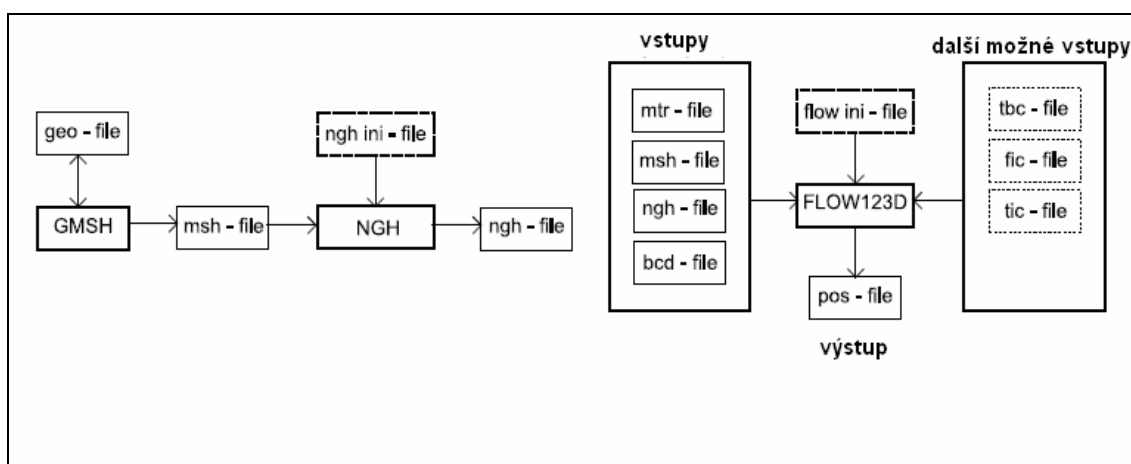 geo - file
GMSH
msh - file
ngh ini - file
NGH
ngh - file
vstupy
mtr - file
msh - file
ngh - file
bcd - file
flow ini - file
FLOW123D
pos - file
výstup
další možné vstupy
tbc - file
fic - file
tic - file